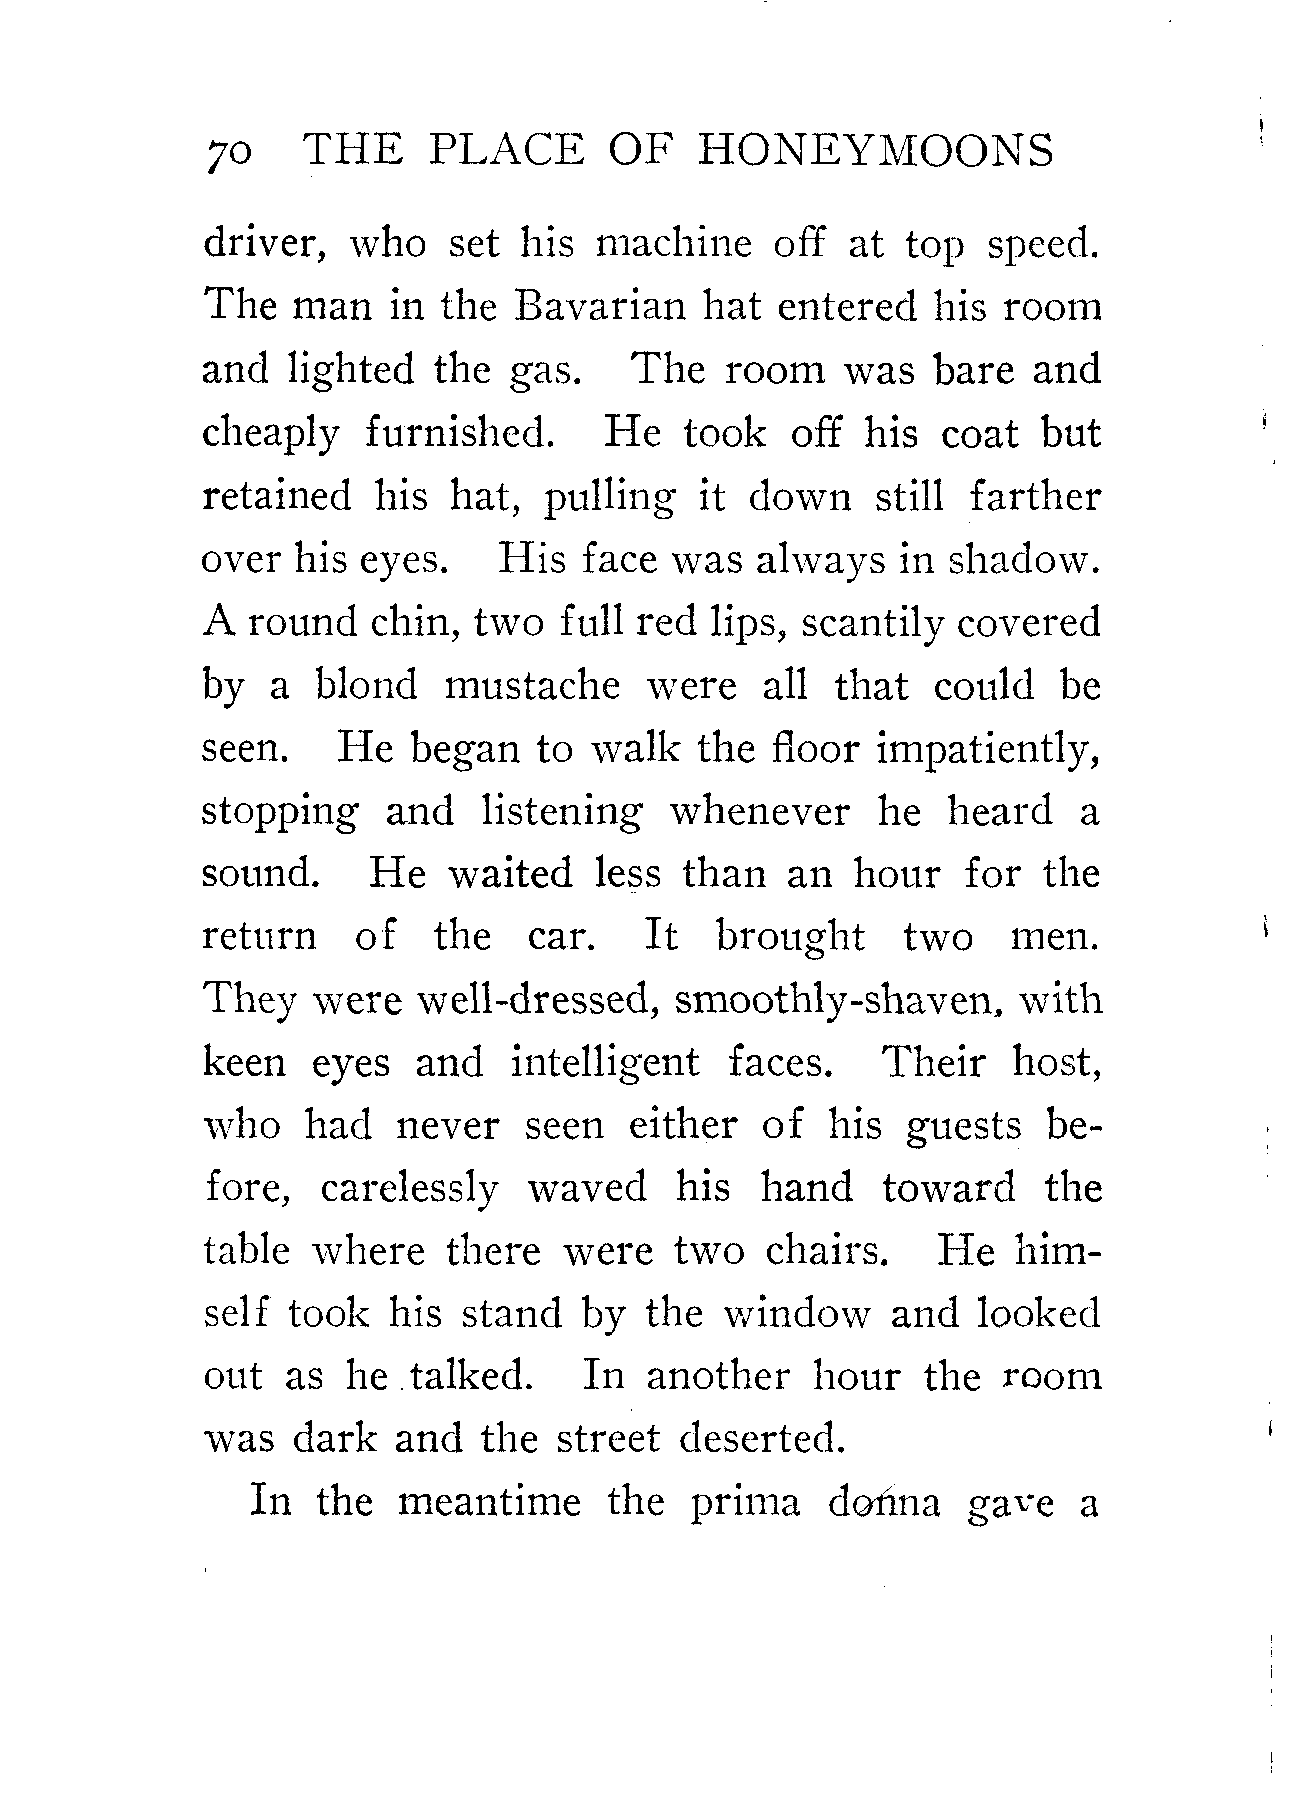 70 THE PLACE OF HONEYMOONS
driver, who set his machine off at top speed.
The man in the Bavarian hat entered his room
and lighted the gas. The room was bare and
cheaply furnished. He took off his coat but
retained his hat, pulling it down still farther
over his eyes. His face was always in shadow.
A round chin, two full red lips, scantily covered
by a blond mustache were all that could be
seen. He began to walk the floor impatiently,
stopping and listening whenever he heard a
sound. He waited less than an hour for the
return of the car. It brought two men.
They were well-dressed, smoothly-shaven, with
keen eyes and intelligent faces. Their host,
who had never seen either of his guests be-
fore, carelessly waved his hand toward the
table where there were two chairs. He him-
self took his stand by the window and looked
out as he talked. In another hour the room
was dark and the street deserted.
In the meantime the prima donna gave a